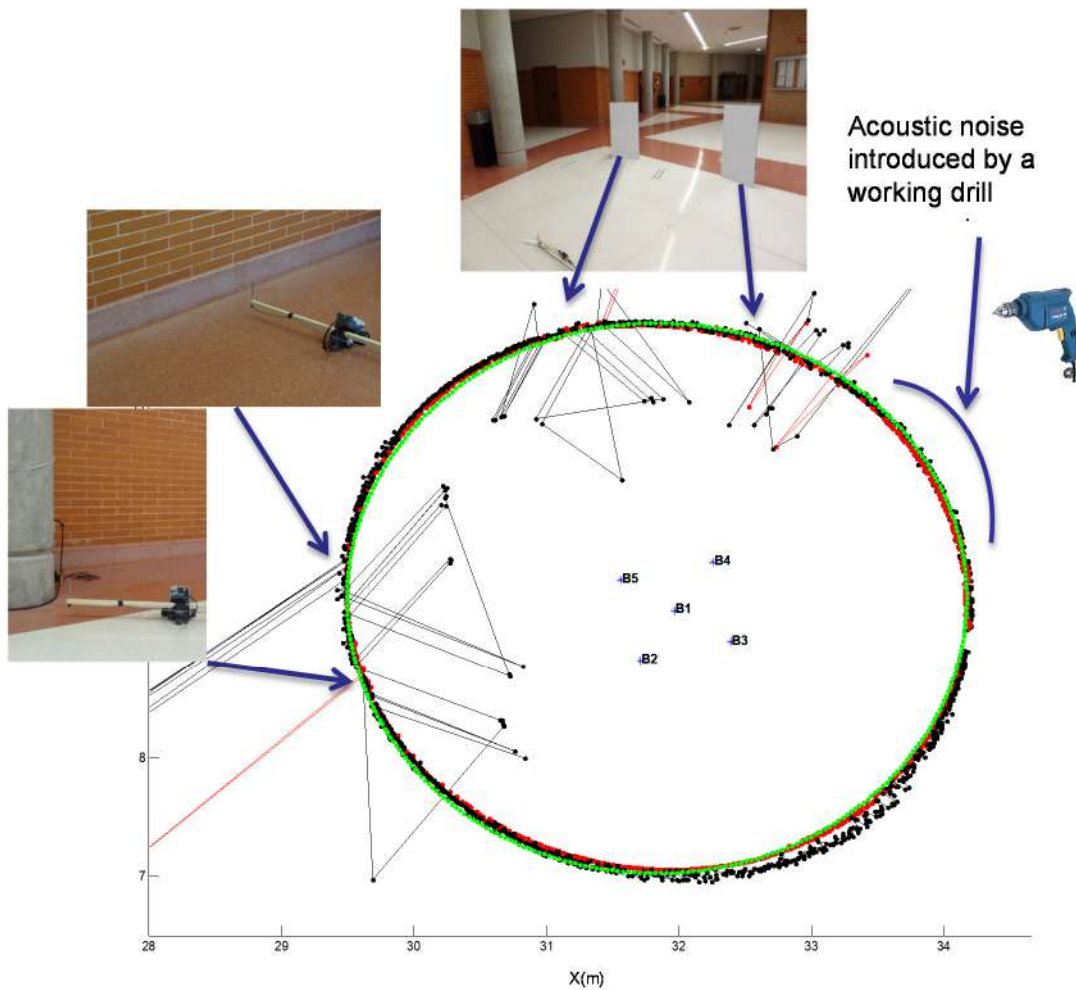 Acoustic noise
introduced by a
working drill
B4
B5
B1
B3
B2
8
7
28 29 30 31 32 33 34
X(m)